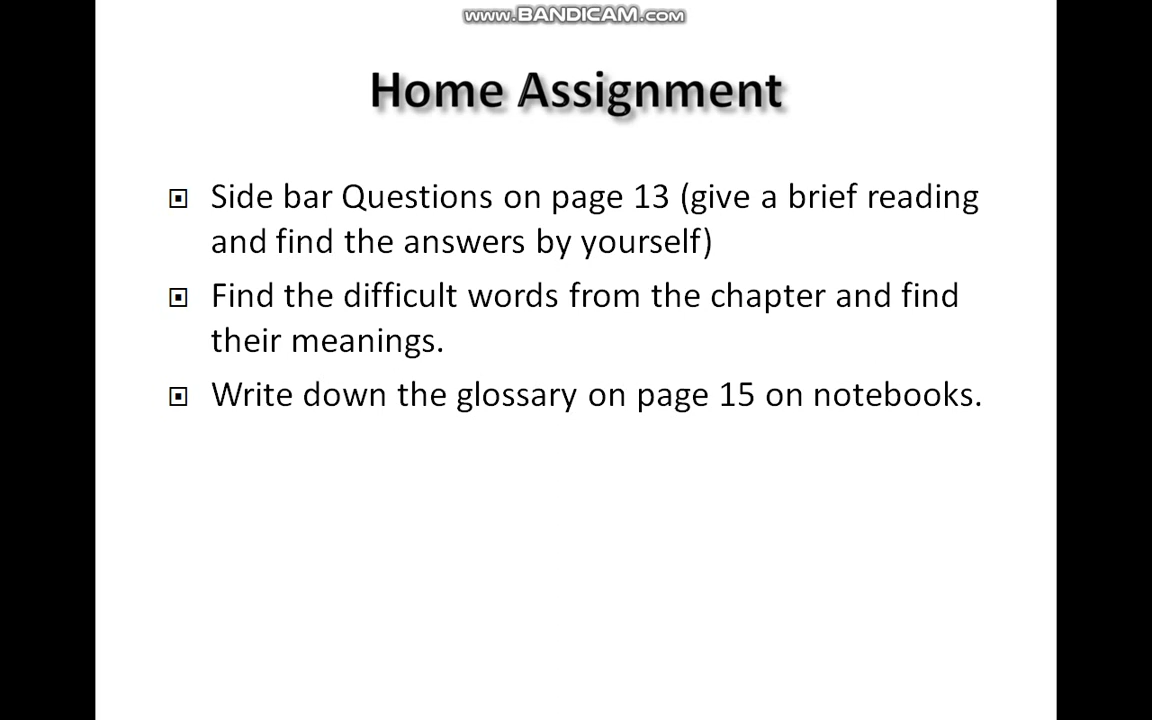 www.BANDICAM.com
Home Assignment
Side bar Questions on page 13 (give a brief reading
and find the answers by yourself)
Find the difficult words from the chapter and find
their meanings.
Write down the glossary on page 15 on notebooks.